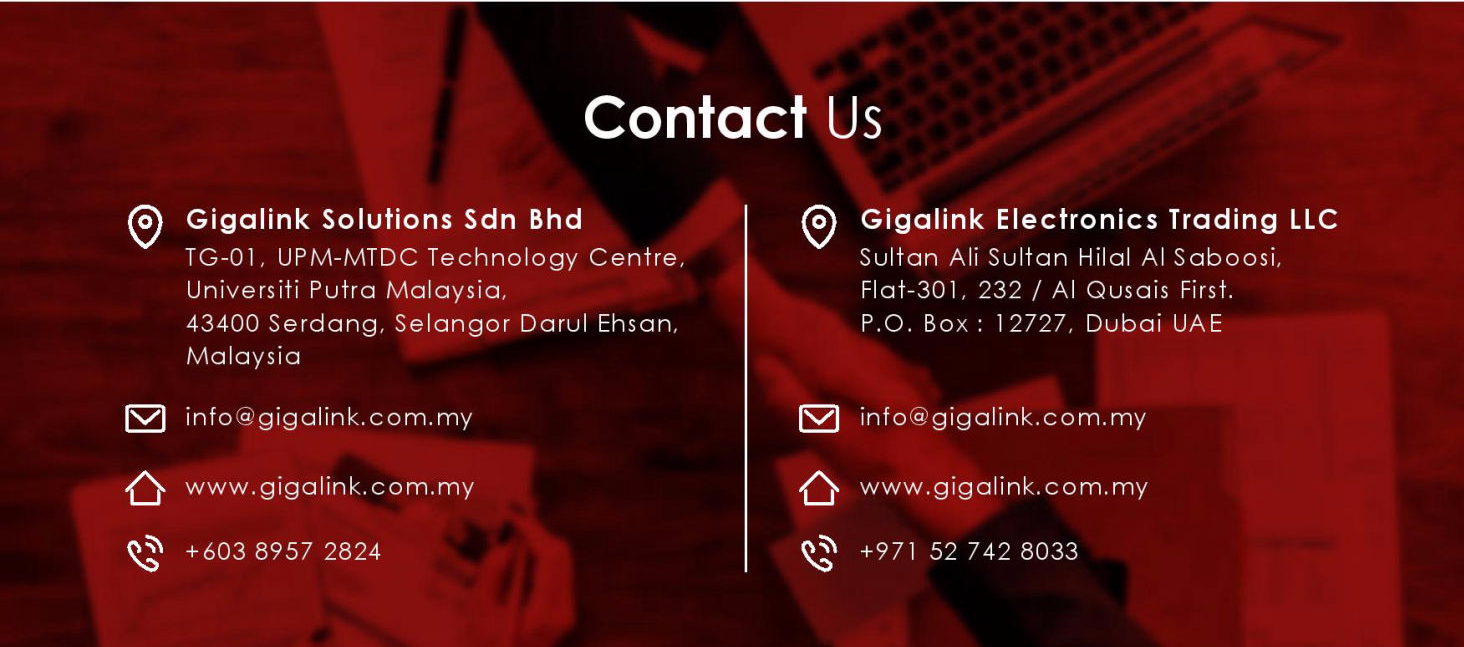 Contact Us
Gigalink Solutions Sdn Bhd
TG-01, UPM-MTDC Technology Centre,
Universiti Putra Malaysia,
43400 Serdang, Selangor Darul Ehsan,
Malaysia
info@gigalink.com.my
www.gigalink.com.my
+603 8957 2824
Gigalink Electronics Trading LLC
Sultan Ali Sultan Hilal Al Saboosi,
Flat-301, 232 / Al Qusais First.
P.O. Box : 12727, Dubai UAE
info@gigalink.com.my
www.gigalink.com.my
+971 52 742 8033